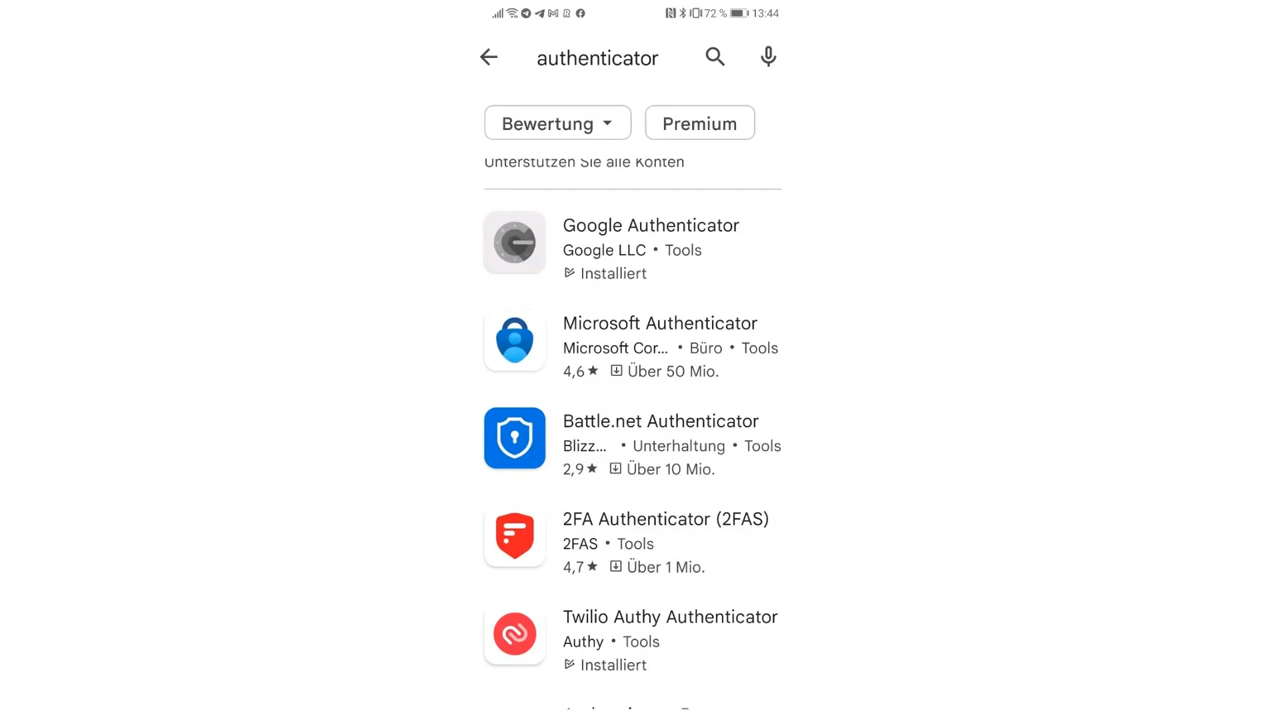 72 % 13:44
authenticator
Bewertung Premium
Unterstützen Sie alle Konten
Google Authenticator
Google LLC • Tools
Installiert
Microsoft Authenticator
Microsoft Cor... • Büro • Tools
4,6★ Über 50 Mio.
Battle.net Authenticator
Blizz... • Unterhaltung • Tools
2,9★ Über 10 Mio.
2FA Authenticator (2FAS)
2FAS • Tools
4,7★ Über 1 Mio.
Twilio Authy Authenticator
Authy • Tools
Installiert